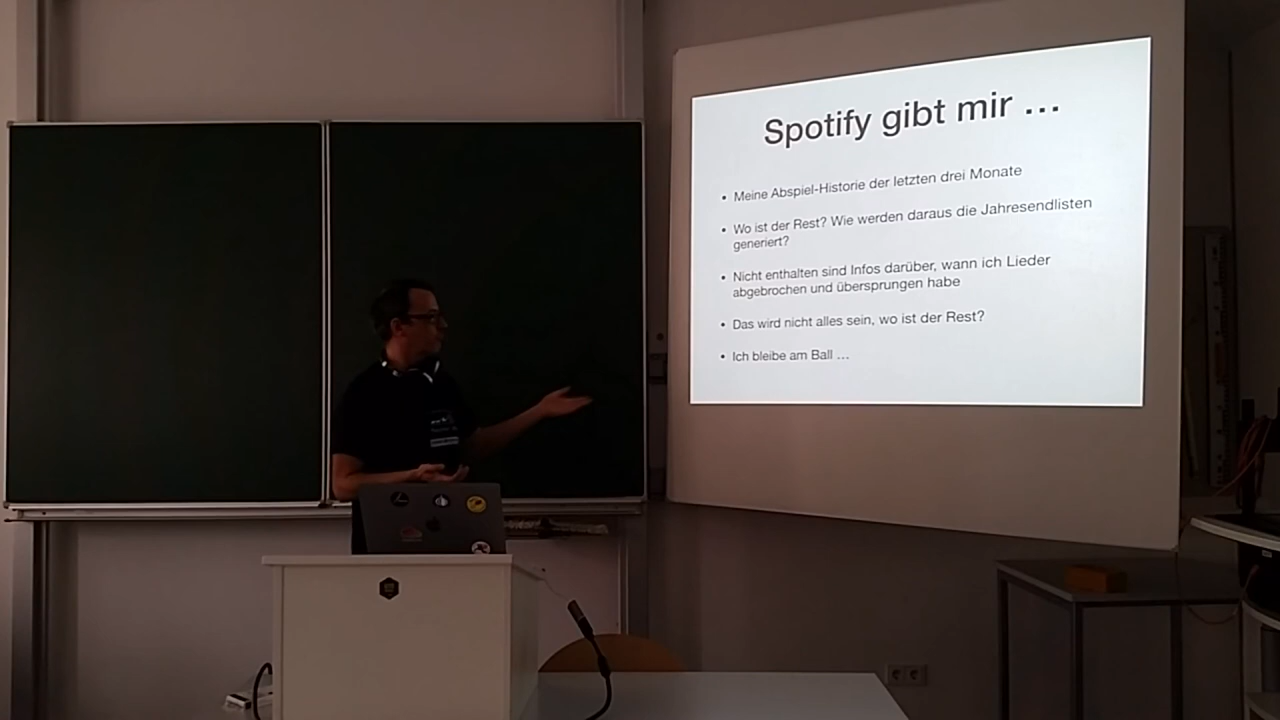 Spotify gibt mir ...
• Meine Abspiel-Historie der letzten drei Monate
• Wo ist der Rest? Wie werden daraus die Jahresendlisten
generiert?
• Nicht enthalten sind Infos darüber, wann ich Lieder
abgebrochen und übersprungen habe
• Das wird nicht alles sein, wo ist der Rest?
• Ich bleibe am Ball ...